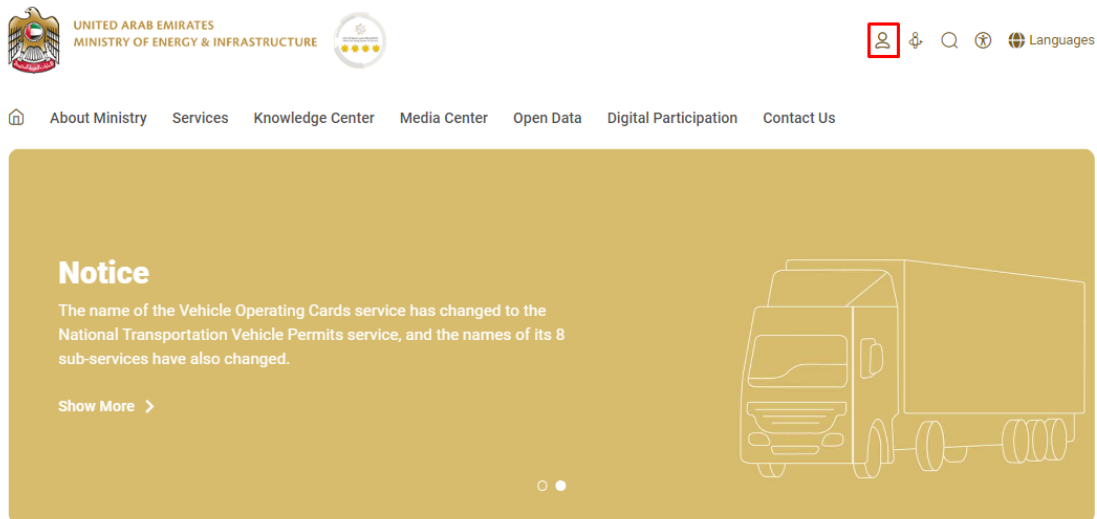 UNITED ARAB EMIRATES
MINISTRY OF ENERGY & INFRASTRUCTURE
Languages
About Ministry Services Knowledge Center Media Center Open Data Digital Participation Contact Us
Notice
The name of the Vehicle Operating Cards service has changed to the
National Transportation Vehicle Permits service, and the names of its 8
sub-services have also changed.
Show More